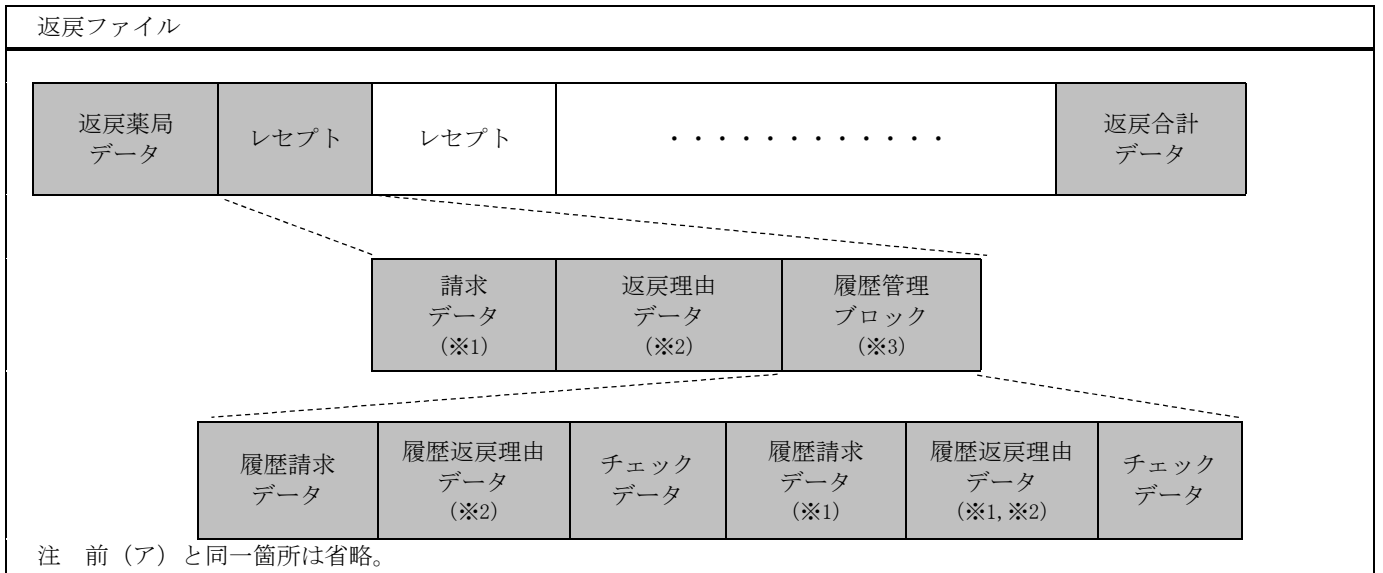 返戻ファイル
返戻薬局
データ
レセプト
レセプト
・・・・・・・・・・・・
返戻合計
データ
請求
データ
(※1)
返戻理由
データ
(※2)
履歴管理
ブロック
(※3)
履歴請求
データ
履歴返戻理由
データ
(※2)
チェック
データ
履歴請求
データ
(※1)
履歴返戻理由
データ
(※1,※2)
チェック
データ
注　前（ア）と同一箇所は省略。